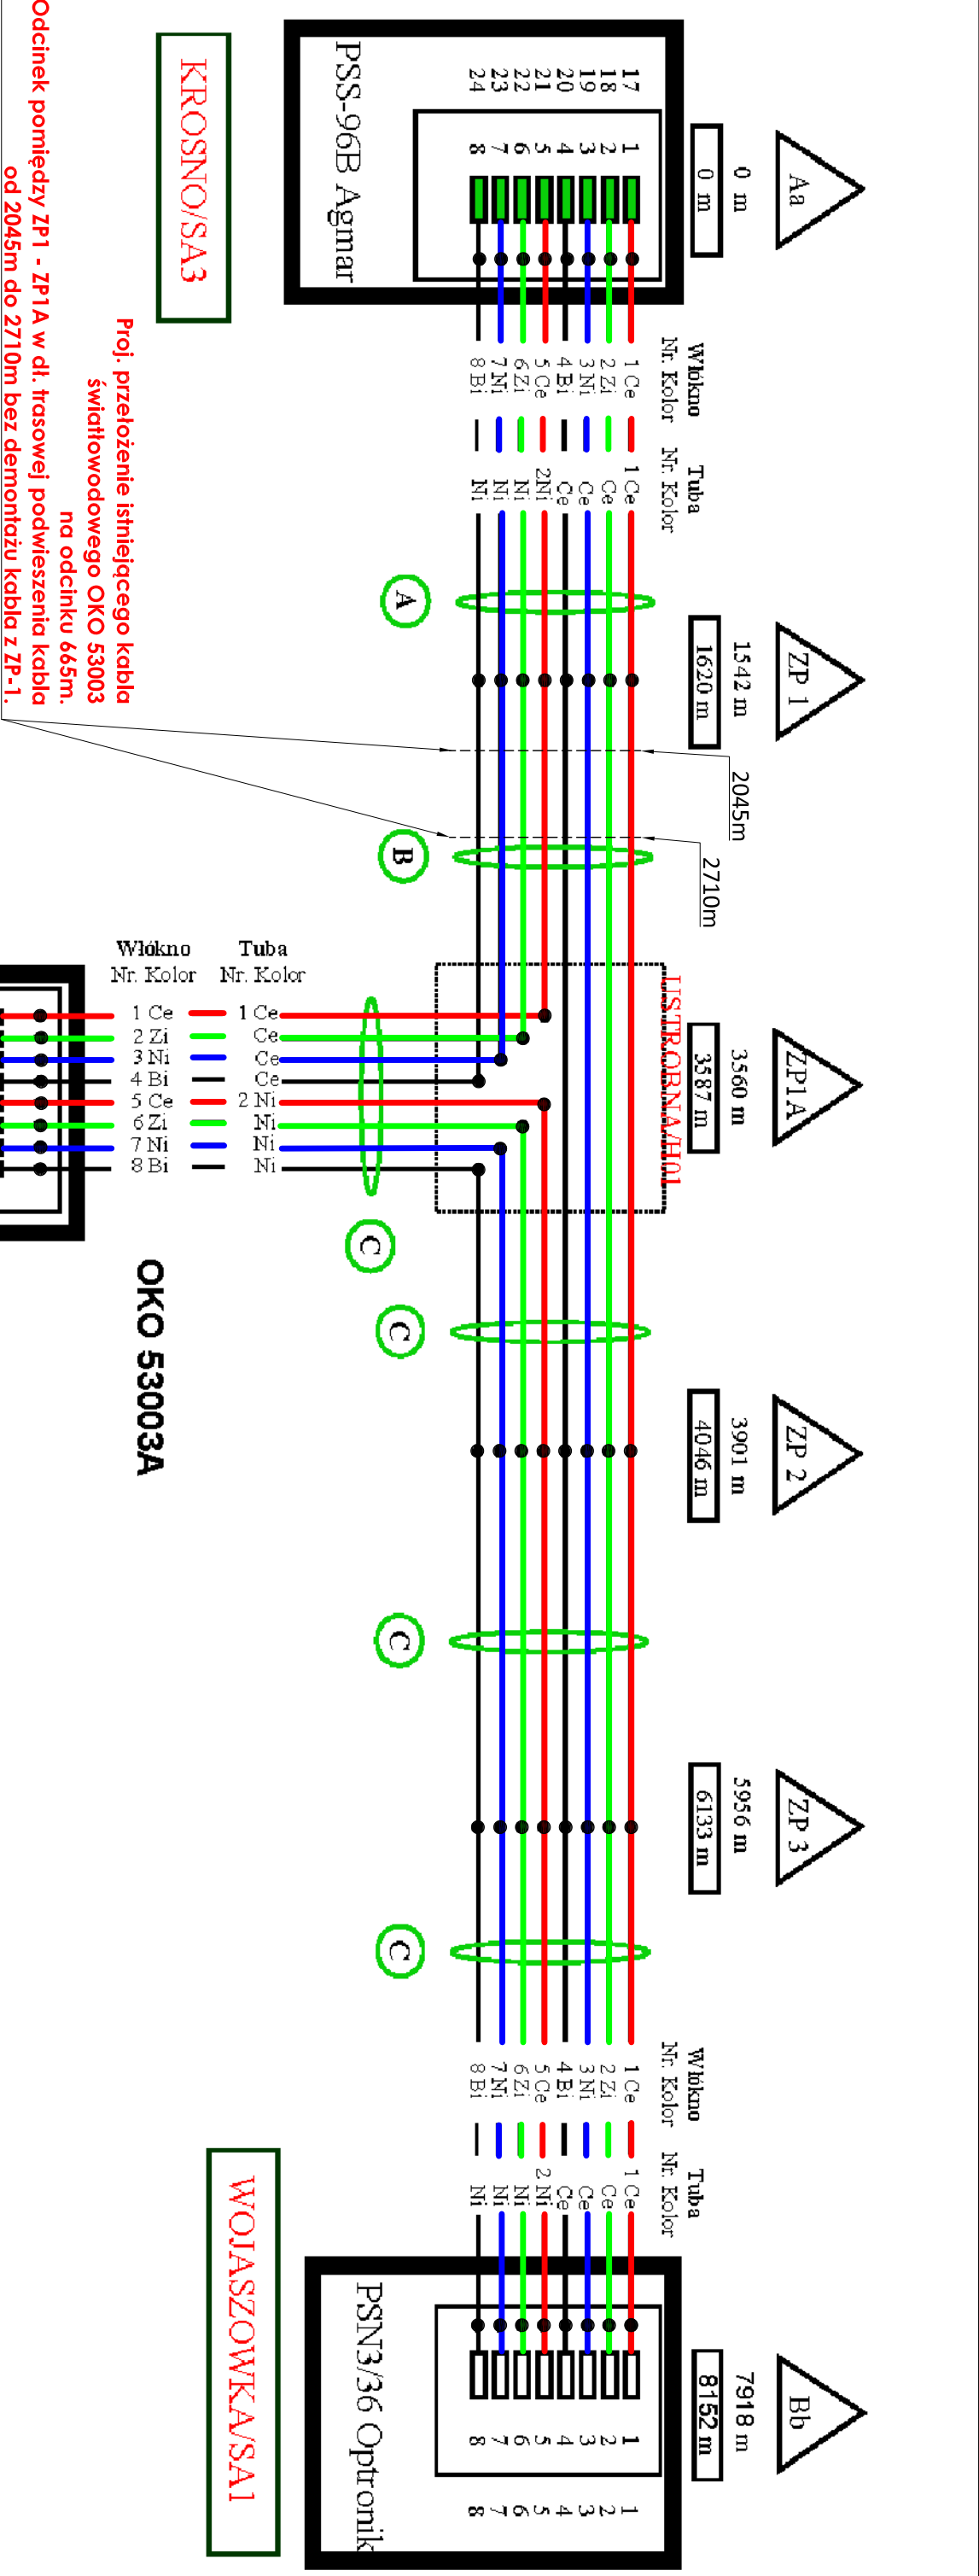 Aa
0 m
0 m
ZP 1
1542 m
1620 m
2045m
2710m
ZP1A
3560 m
3587 m
ZP 2
3901 m
4046 m
ZP 3
5956 m
6133 m
Bb
7918 m
8152 m
17 1
18 2
19 3
20 4
21 5
22 6
23 7
24 8
PSS-96B Agmar
KROSNO/SA3
Włókno Tuba
Nr. Kolor Nr. Kolor
1 Ce 1 Ce
2 Zi Ce
3 Ni Ce
4 Bi Ce
5 Ce 2Ni
6 Zi Ni
7 Ni Ni
8 Bi Ni
A
B
USTROBNA/H01
C
C
C
C
Włókno Tuba
Nr. Kolor Nr. Kolor
1 Ce 1 Ce
2 Zi Ce
3 Ni Ce
4 Bi Ce
5 Ce 2 Ni
6 Zi Ni
7 Ni Ni
8 Bi Ni
OKO 53003A
Włókno Tuba
Nr. Kolor Nr. Kolor
1 Ce 1 Ce
2 Zi Ce
3 Ni Ce
4 Bi Ce
5 Ce 2 Ni
6 Zi Ni
7 Ni Ni
8 Bi Ni
1 1
2 2
3 3
4 4
5 5
6 6
7 7
8 8
PSN3/36 Optronik
WOJASZOWKA/SA1
Proj. przełożenie istniejącego kabla
światłowodowego OKO 53003
na odcinku 665m.
Odcinek pomiędzy ZP1 - ZP1A w dł. trasowej podwieszenia kabla
od 2045m do 2710m bez demontażu kabla z ZP-1.